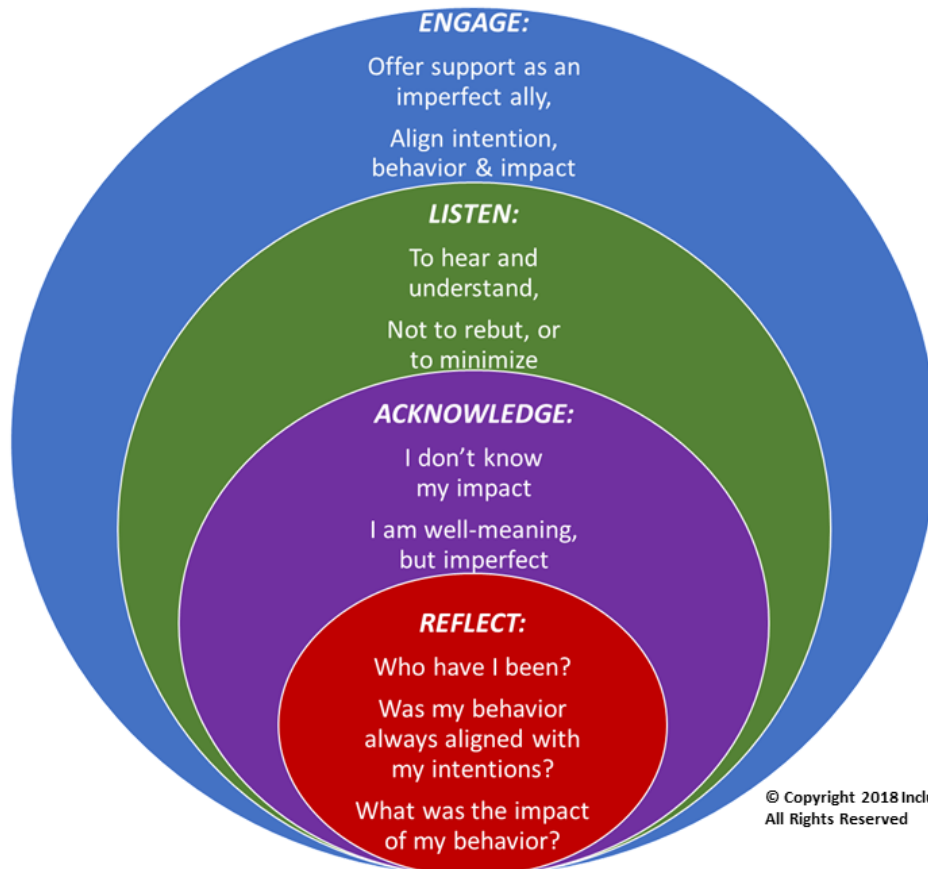 ENGAGE:
Offer support as an
imperfect ally,
Align intention,
behavior & impact
LISTEN:
To hear and
understand,
Not to rebut, or
to minimize
ACKNOWLEDGE:
I don’t know
my impact
I am well-meaning,
but imperfect
REFLECT:
Who have I been?
Was my behavior
always aligned with
my intentions?
What was the impact
of my behavior?
© Copyright 2018
All Rights Reserved